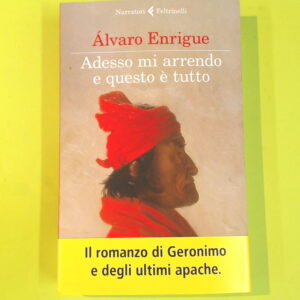 Narratori Feltrinelli
Álvaro Enrigue
Adesso mi arrendo
e questo è tutto
Il romanzo di Geronimo
e degli ultimi apache.